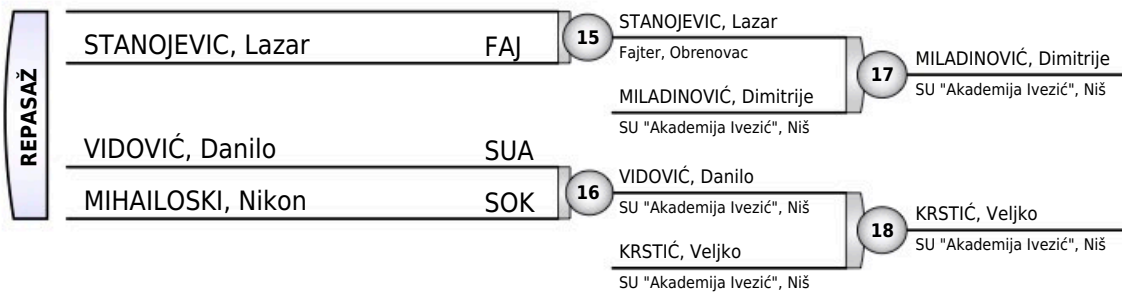 REPASAŽ
STANOJEVIC, Lazar FAJ
15
STANOJEVIC, Lazar
Fajter, Obrenovac
MILADINOVIĆ, Dimitrije
SU "Akademija Ivezić", Niš
17
MILADINOVIĆ, Dimitrije
SU "Akademija Ivezić", Niš
VIDOVIĆ, Danilo SUA
MIHAILOSKI, Nikon SOK
16
VIDOVIĆ, Danilo
SU "Akademija Ivezić", Niš
KRSTIĆ, Veljko
SU "Akademija Ivezić", Niš
18
KRSTIĆ, Veljko
SU "Akademija Ivezić", Niš